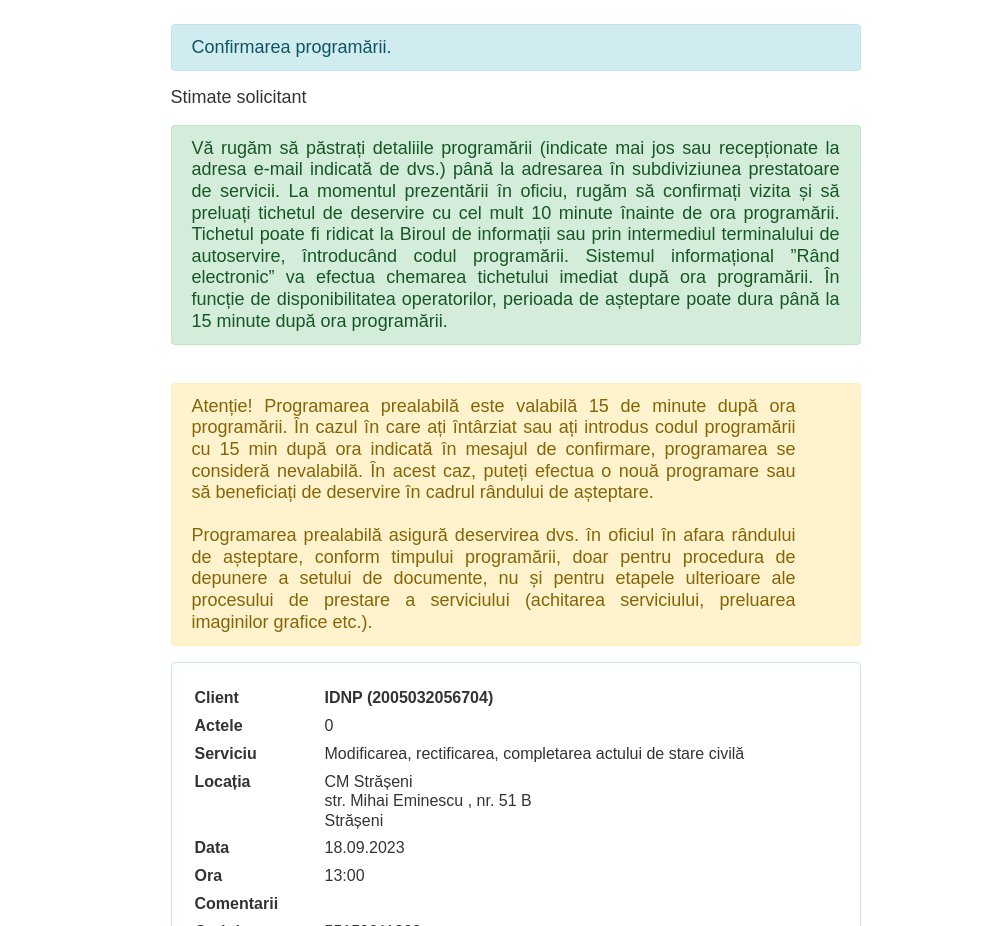 Confirmarea programării.
Stimate solicitant
Vă rugăm să păstrați detaliile programării (indicate mai jos sau recepționate la
adresa e-mail indicată de dvs.) până la adresarea în subdiviziunea prestatoare
de servicii. La momentul prezentării în oficiu, rugăm să confirmați vizita și să
preluați tichetul de deservire cu cel mult 10 minute înainte de ora programării.
Tichetul poate fi ridicat la Biroul de informații sau prin intermediul terminalului de
autoservire, întroducând codul programării. Sistemul informațional ”Rând
electronic” va efectua chemarea tichetului imediat după ora programării. În
funcție de disponibilitatea operatorilor, perioada de așteptare poate dura până la
15 minute după ora programării.
Atenție! Programarea prealabilă este valabilă 15 de minute după ora
programării. În cazul în care ați întârziat sau ați introdus codul programării
cu 15 min după ora indicată în mesajul de confirmare, programarea se
consideră nevalabilă. În acest caz, puteți efectua o nouă programare sau
să beneficiați de deservire în cadrul rândului de așteptare.
Programarea prealabilă asigură deservirea dvs. în oficiul în afara rândului
de așteptare, conform timpului programării, doar pentru procedura de
depunere a setului de documente, nu și pentru etapele ulterioare ale
procesului de prestare a serviciului (achitarea serviciului, preluarea
imaginilor grafice etc.).
Client IDNP (2005032056704)
Actele 0
Serviciu Modificarea, rectificarea, completarea actului de stare civilă
Locația CM Strășeni
str. Mihai Eminescu , nr. 51 B
Strășeni
Data 18.09.2023
Ora 13:00
Comentarii